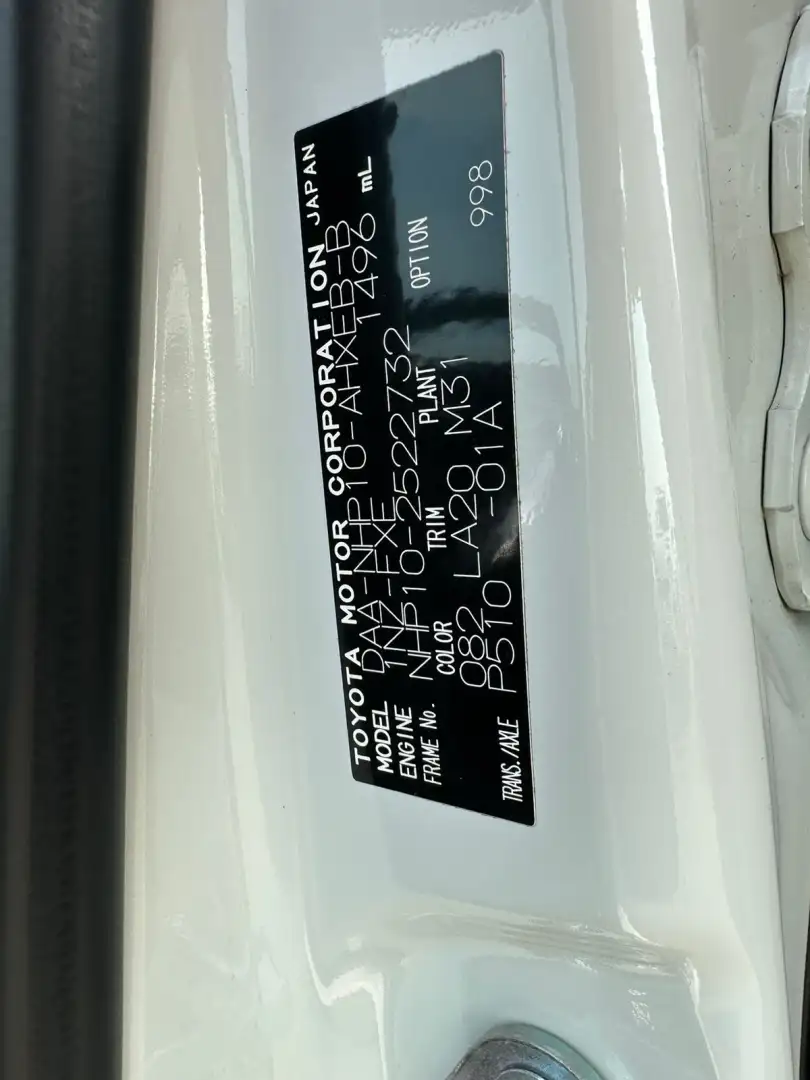 TOYOTA MOTOR CORPORATION JAPAN
MODEL DAA-NHP10-AHXEB-B
ENGINE 1NZ-FXE 1496 mL
FRAME No. NHP10-2522732
COLOR TRIM PLANT OPTION
082 LA20 M31 998
TRANS./AXLE P510 -01A